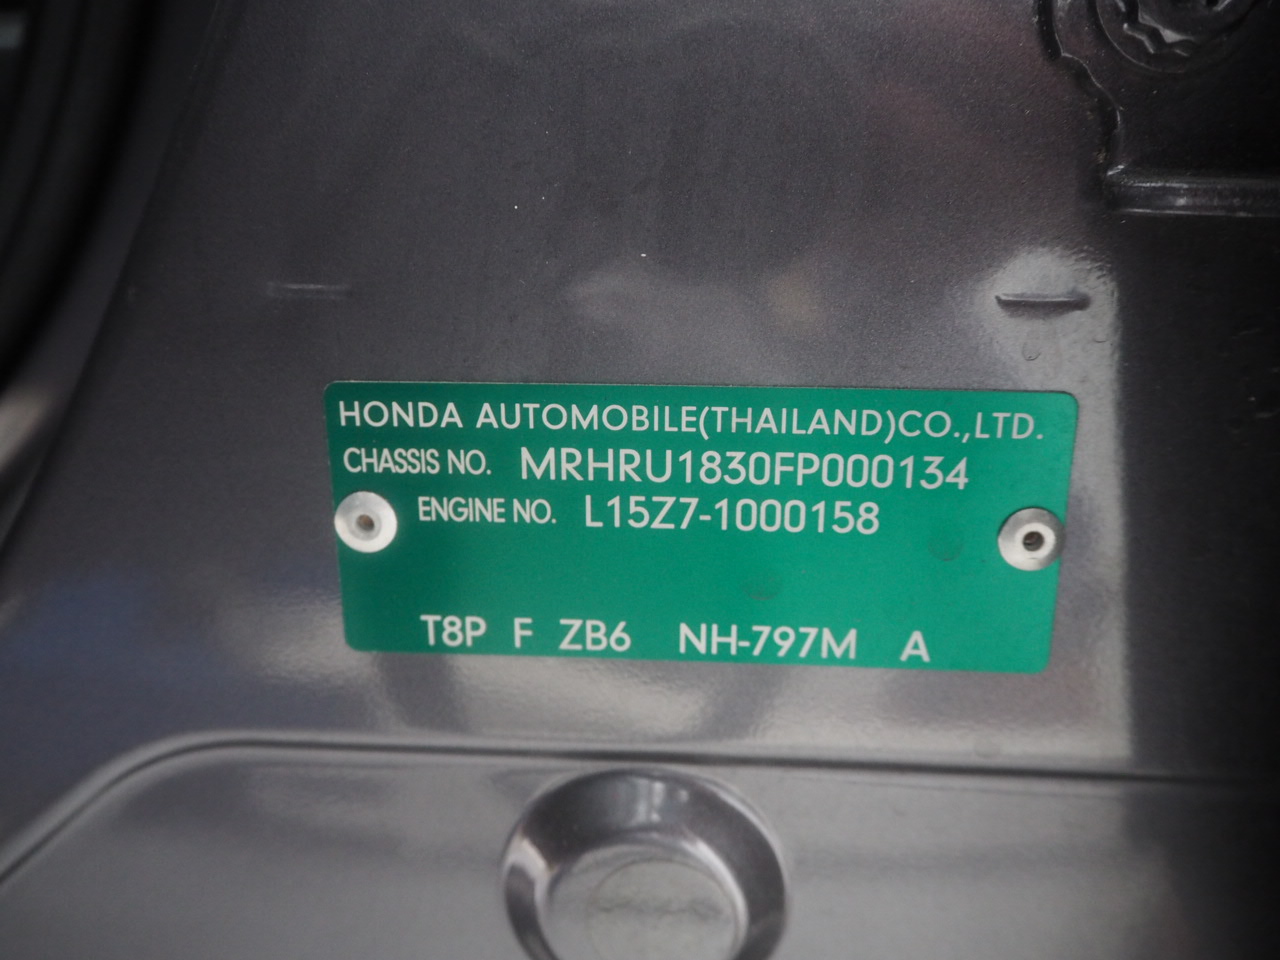 HONDA AUTOMOBILE(THAILAND)CO.,LTD.
CHASSIS NO. MRHRU1830FP000134
ENGINE NO. L15Z7-1000158
T8P F ZB6 NH-797M A